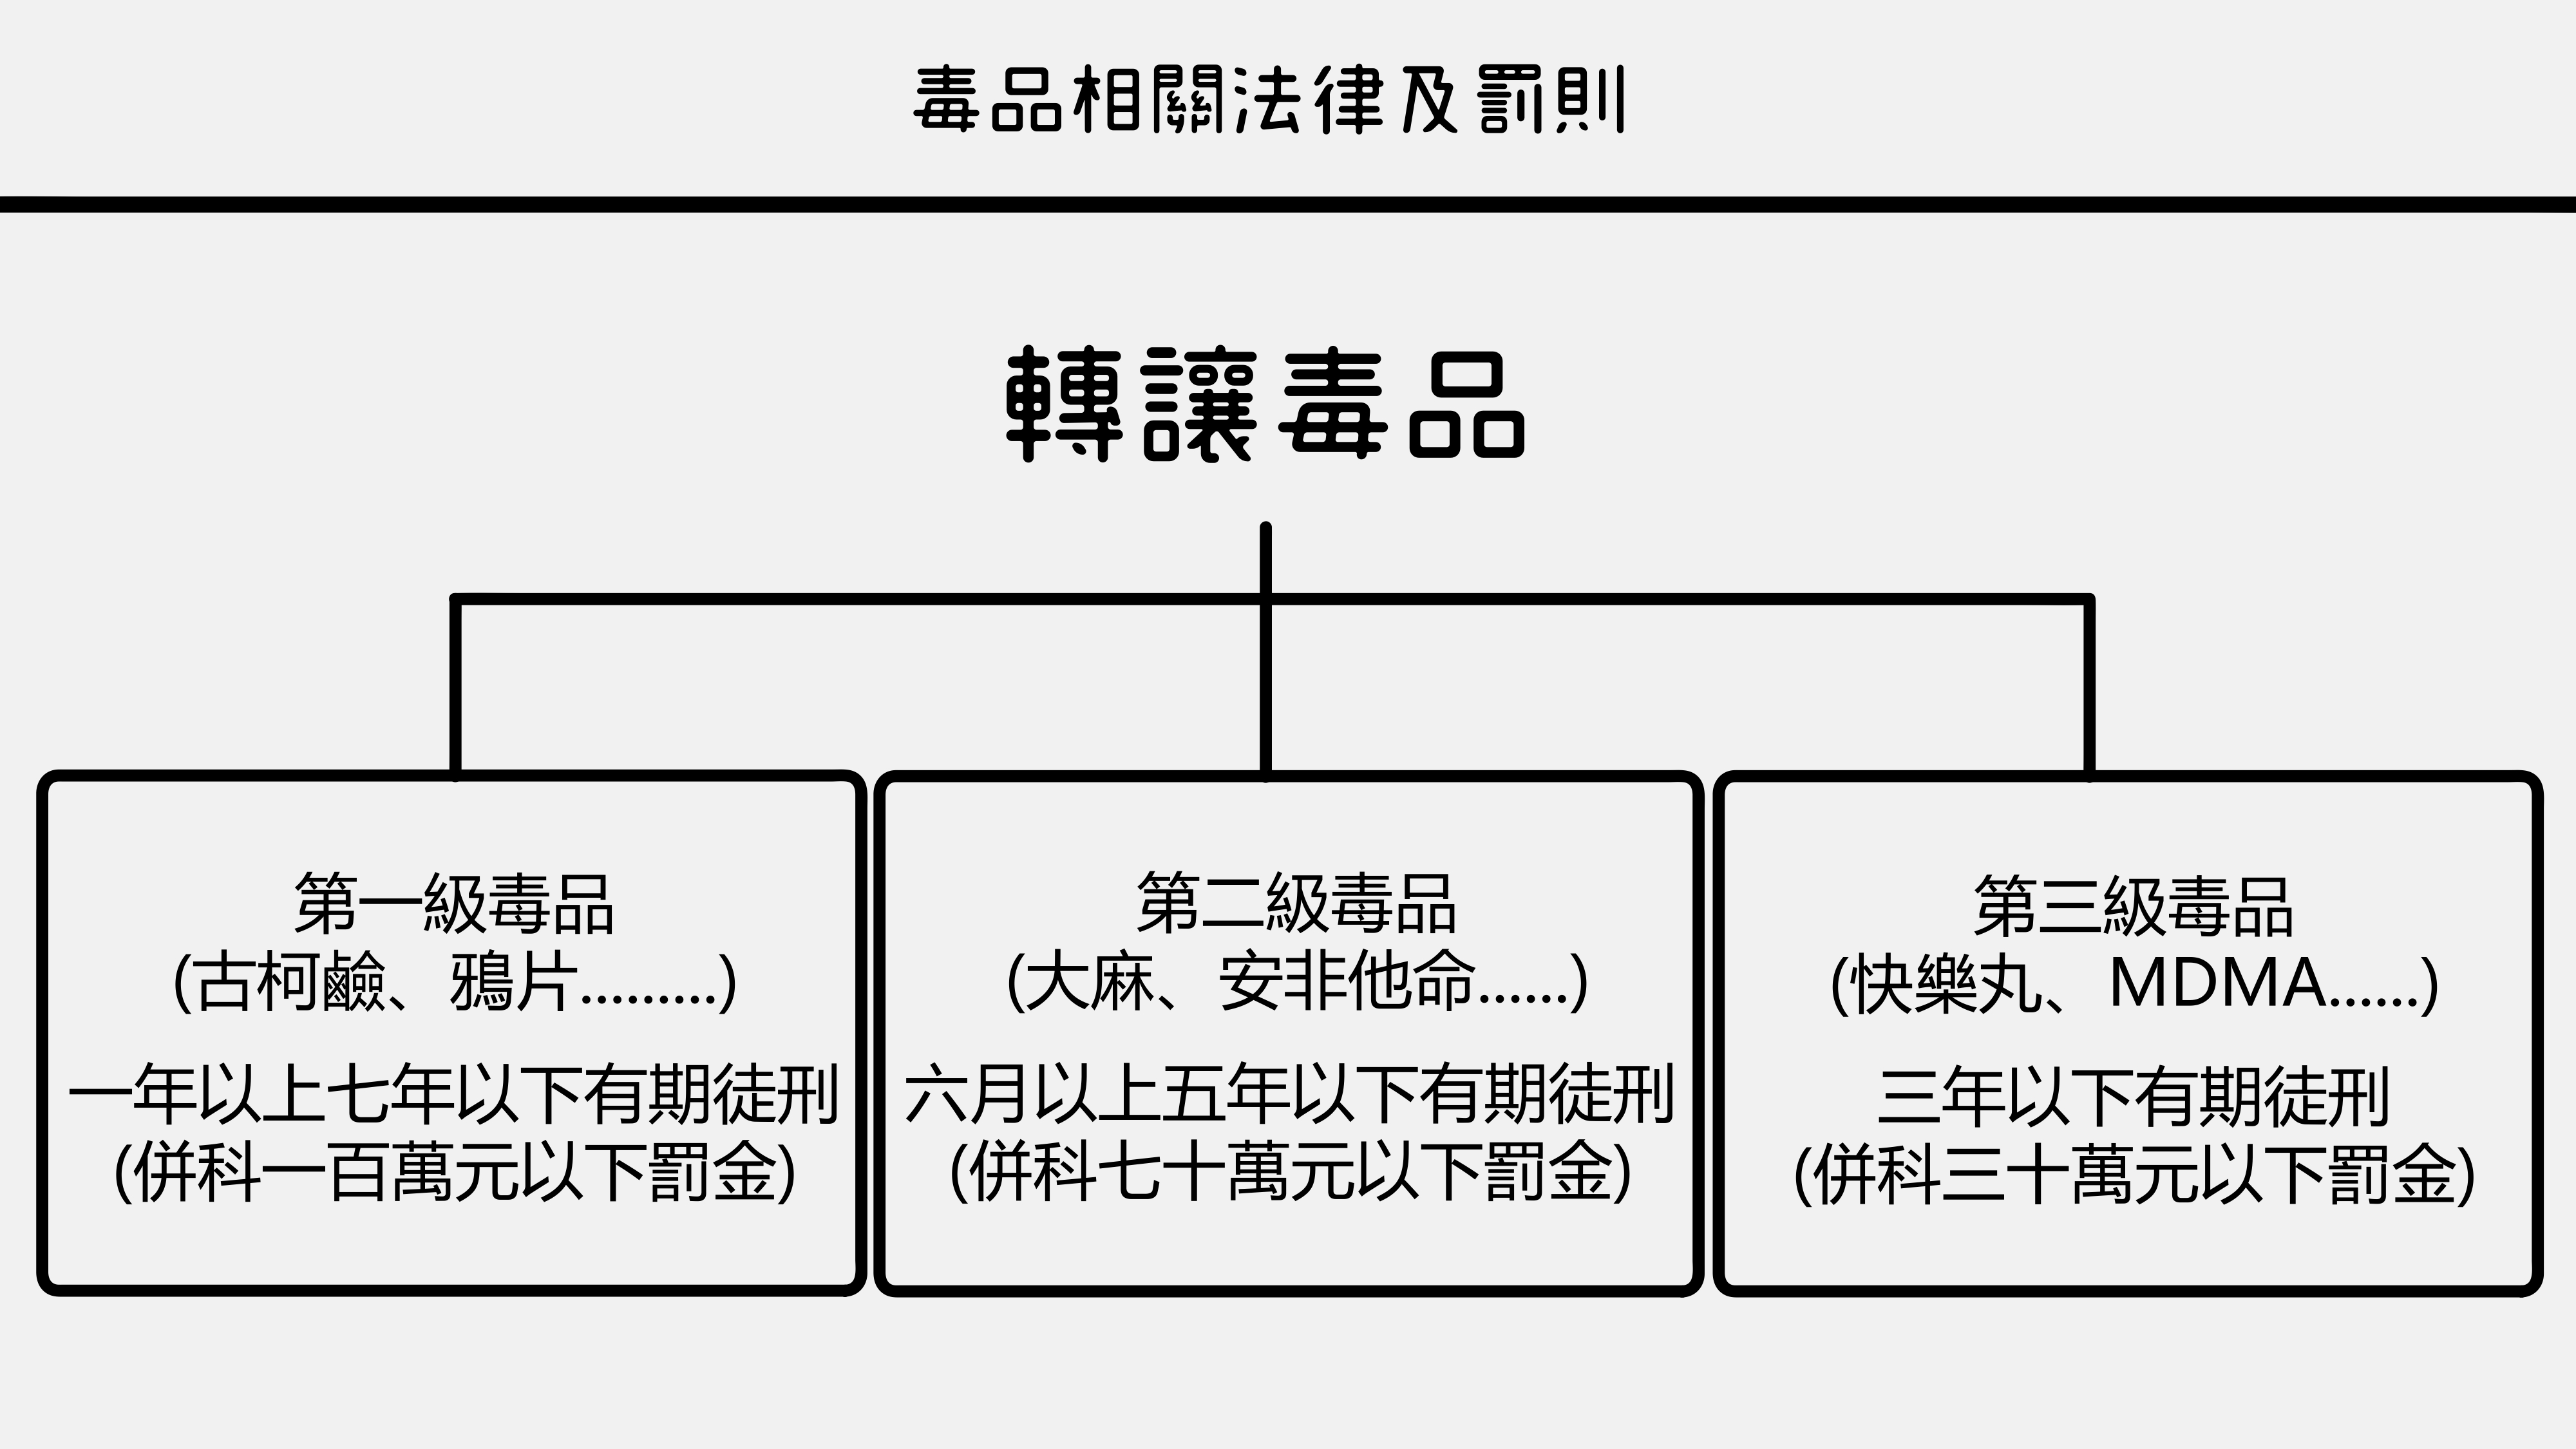 毒品相關法律及罰則
轉讓毒品
第一級毒品
(古柯鹼、鴉片.........)
一年以上七年以下有期徒刑
(併科一百萬元以下罰金)
第二級毒品
(大麻、安非他命......)
六月以上五年以下有期徒刑
(併科七十萬元以下罰金)
第三級毒品
(快樂丸、MDMA......)
三年以下有期徒刑
(併科三十萬元以下罰金)